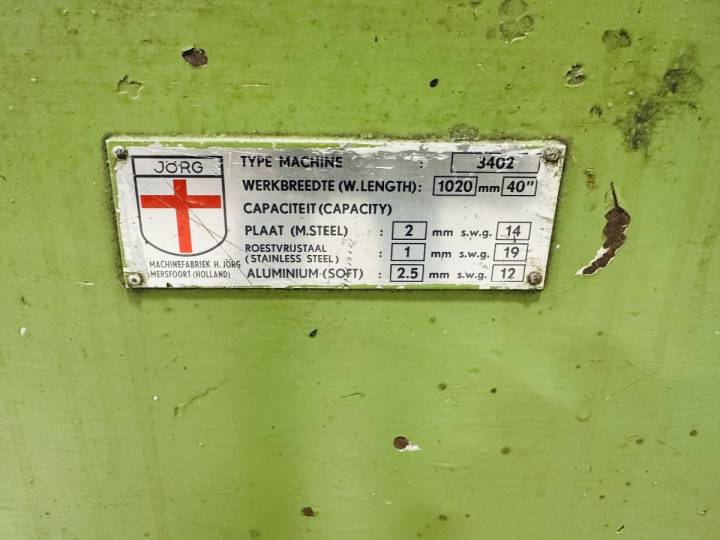 JÖRG
MACHINEFABRIEK H. JÖRG
AMERSFOORT (HOLLAND)
TYPE MACHINE : 3402
WERKBREEDTE (W. LENGTH): 1020 mm 40"
CAPACITEIT (CAPACITY)
PLAAT (M. STEEL) : 2 mm s.w.g. 14
ROESTVRIJSTAAL
(STAINLESS STEEL) : 1 mm s.w.g. 19
ALUMINIUM (SOFT) : 2.5 mm s.w.g. 12